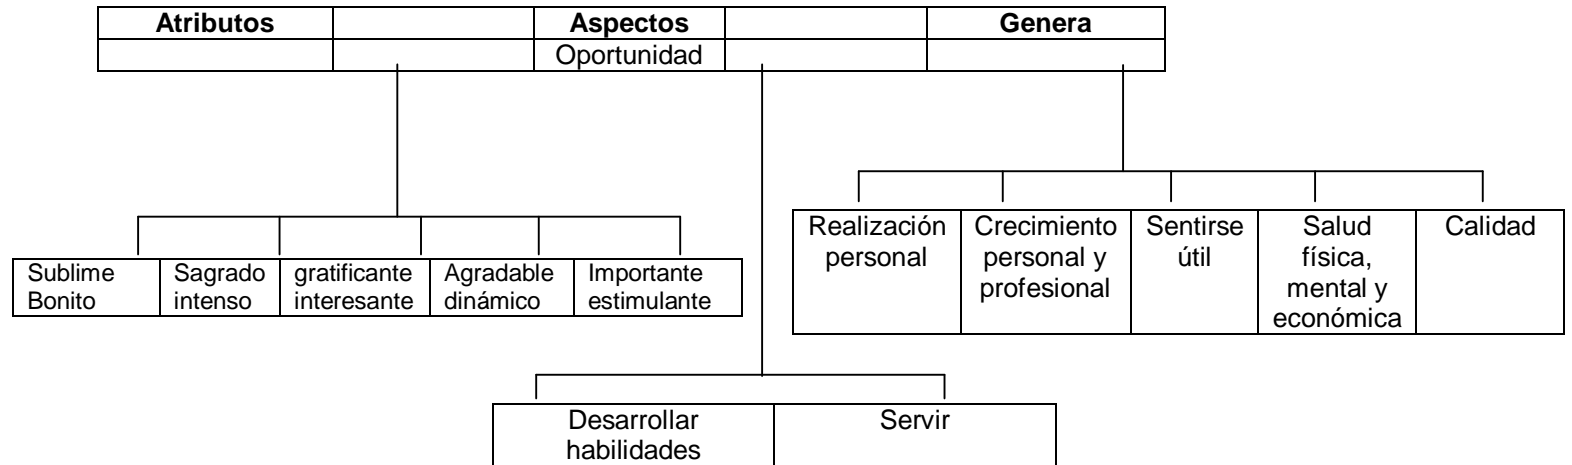 Atributos Aspectos Genera
Oportunidad
Realización Crecimiento Sentirse Salud Calidad
personal personal y útil física,
profesional mental y
económica
Sublime Sagrado gratificante Agradable Importante
Bonito intenso interesante dinámico estimulante
Desarrollar Servir
habilidades